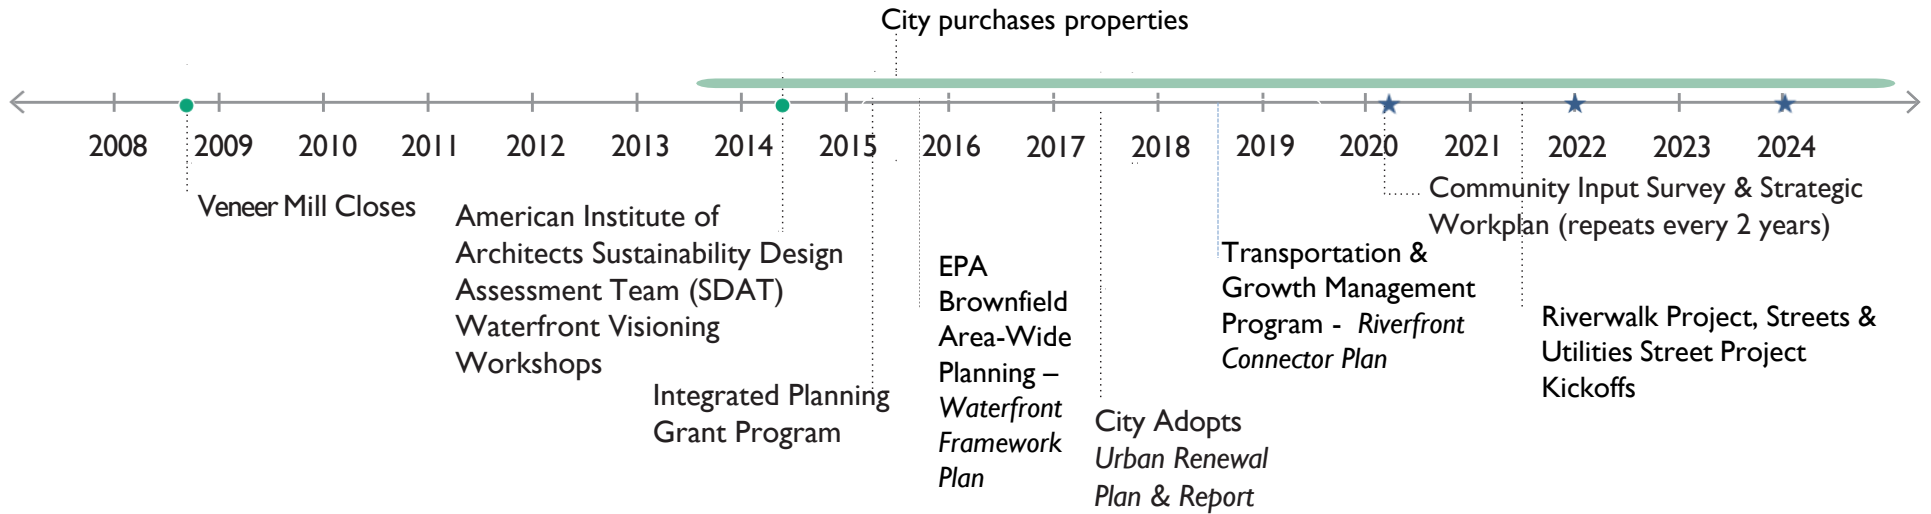 City purchases properties
2008 2009 2010 2011 2012 2013 2014 2015 2016 2017 2018 2019 2020 2021 2022 2023 2024
Veneer Mill Closes
American Institute of
Architects Sustainability Design
Assessment Team (SDAT)
Waterfront Visioning
Workshops
Integrated Planning
Grant Program
EPA
Brownfield
Area-Wide
Planning –
Waterfront
Framework
Plan
City Adopts
Urban Renewal
Plan & Report
Transportation &
Growth Management
Program - Riverfront
Connector Plan
Community Input Survey & Strategic
Workplan (repeats every 2 years)
Riverwalk Project, Streets &
Utilities Street Project
Kickoffs